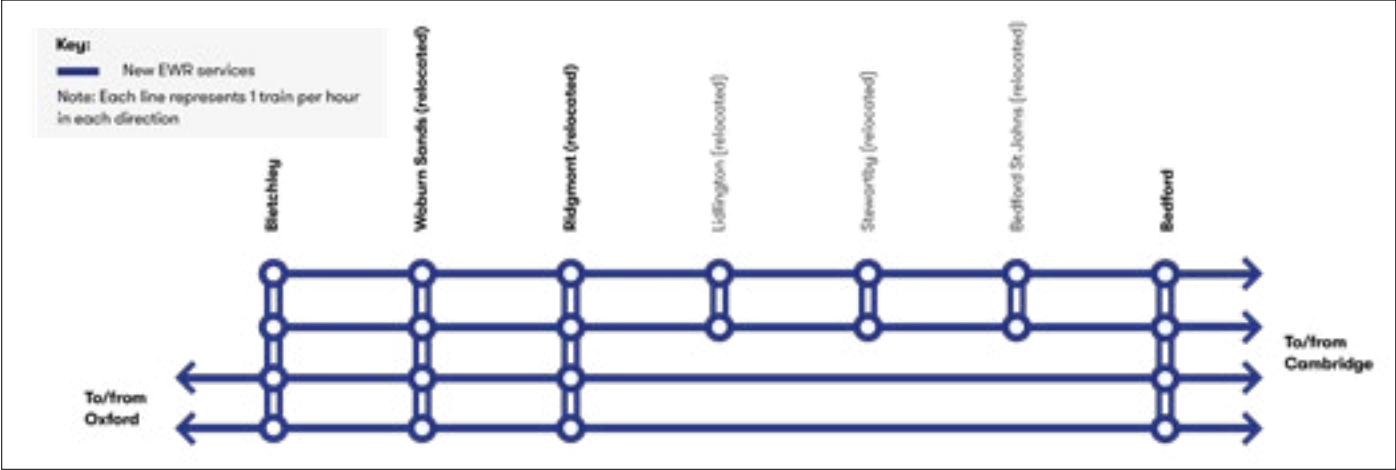 Key:
New EWR services
Note: Each line represents 1 train per hour
in each direction
Bletchley
Woburn Sands (relocated)
Ridgmont (relocated)
Lidlington (relocated)
Stewartby (relocated)
Bedford St Johns (relocated)
Bedford
To/from
Cambridge
To/from
Oxford